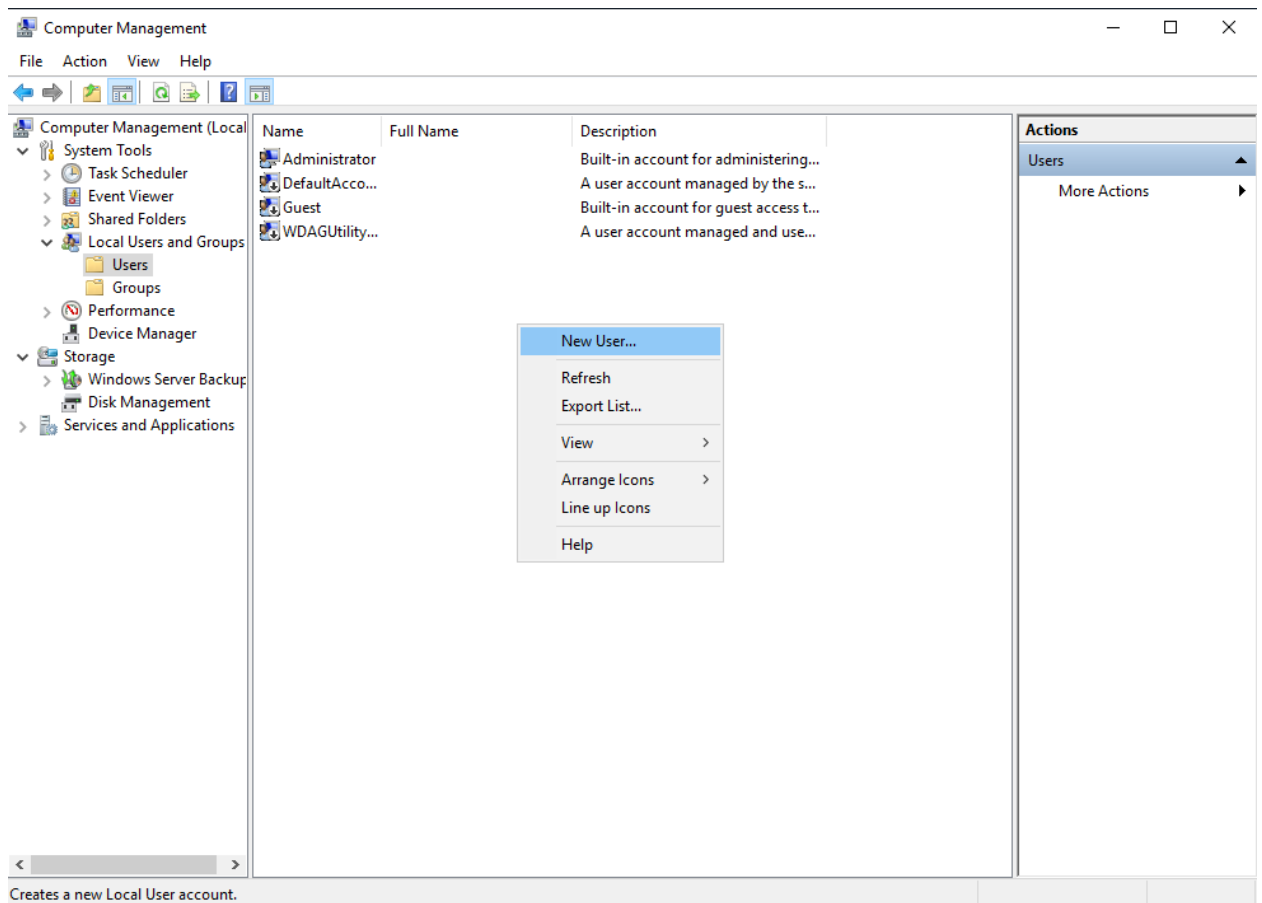 Computer Management
File Action View Help
Computer Management (Local
System Tools
Task Scheduler
Event Viewer
Shared Folders
Local Users and Groups
Users
Groups
Performance
Device Manager
Storage
Windows Server Backup
Disk Management
Services and Applications
Name Full Name Description
Administrator Built-in account for administering...
DefaultAcco... A user account managed by the s...
Guest Built-in account for guest access t...
WDAGUtility... A user account managed and use...
New User...
Refresh
Export List...
View
Arrange Icons
Line up Icons
Help
Actions
Users
More Actions
Creates a new Local User account.